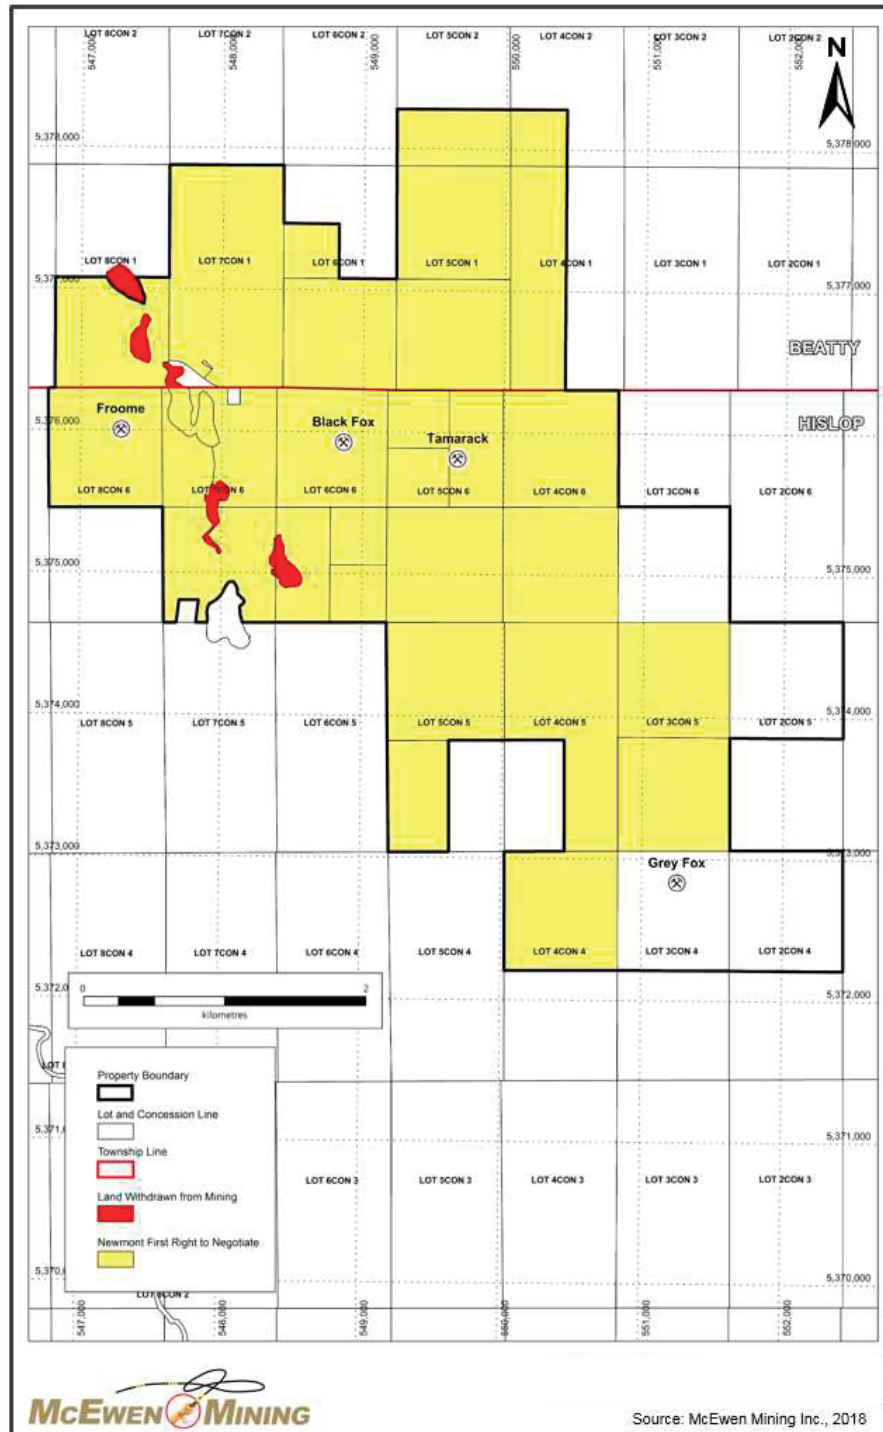 LOT 8CON 2
LOT 7CON 2
LOT 6CON 2
LOT 5CON 2
LOT 4CON 2
LOT 3CON 2
LOT 2CON 2
547,000
548,000
549,000
550,000
551,000
552,000
N
5,378,000
5,378,000
LOT 8CON 1
LOT 7CON 1
LOT 6CON 1
LOT 5CON 1
LOT 4CON 1
LOT 3CON 1
LOT 2CON 1
5,377,000
5,377,000
BEATTY
HISLOP
Froome
Black Fox
Tamarack
5,376,000
LOT 8CON 6
LOT 6CON 6
LOT 5CON 6
LOT 4CON 6
LOT 3CON 6
LOT 2CON 6
5,375,000
5,375,000
5,374,000
5,374,000
LOT 8CON 5
LOT 7CON 5
LOT 6CON 5
LOT 5CON 5
LOT 4CON 5
LOT 3CON 5
LOT 2CON 5
5,373,000
5,373,000
Grey Fox
LOT 8CON 4
LOT 7CON 4
LOT 6CON 4
LOT 5CON 4
LOT 4CON 4
LOT 3CON 4
LOT 2CON 4
0
2
kilometres
5,372,000
Property Boundary
Lot and Concession Line
Township Line
Land Withdrawn from Mining
Newmont First Right to Negotiate
5,371,000
LOT 6CON 3
LOT 5CON 3
LOT 4CON 3
LOT 3CON 3
LOT 2CON 3
5,370,000
547,000
548,000
549,000
550,000
551,000
552,000
MCEWEN MINING
Source: McEwen Mining Inc., 2018